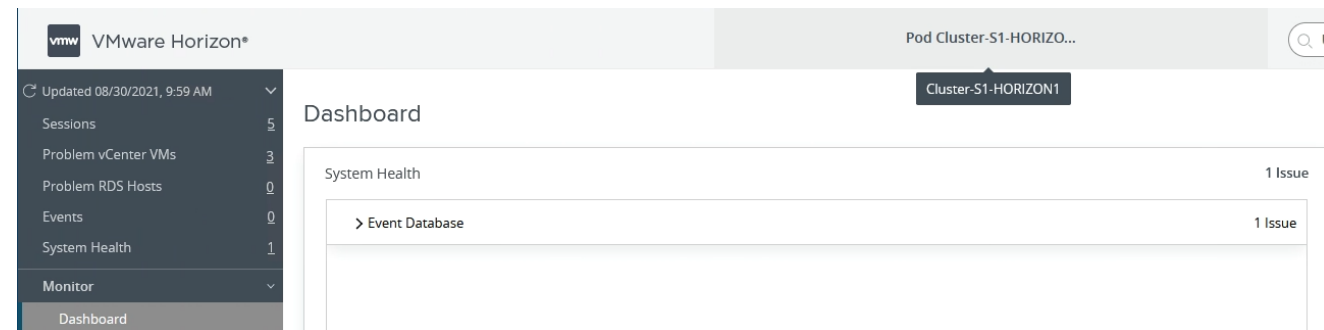 vmw VMware Horizon®
Pod Cluster-S1-HORIZO...
Cluster-S1-HORIZON1
Updated 08/30/2021, 9:59 AM
Sessions 5
Problem vCenter VMs 3
Problem RDS Hosts 0
Events 0
System Health 1
Monitor
Dashboard
Dashboard
System Health 1 Issue
Event Database 1 Issue